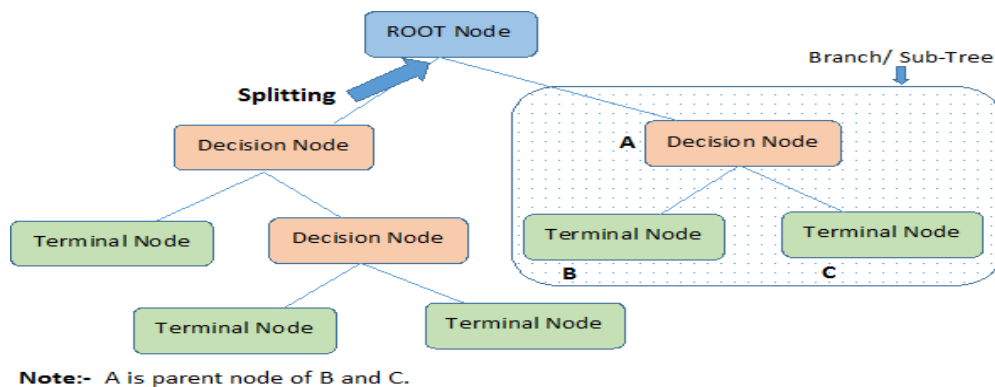 ROOT Node
Branch/ Sub-Tree
Splitting
Decision Node
A
Decision Node
Terminal Node
Decision Node
Terminal Node
Terminal Node
B
C
Terminal Node
Terminal Node
Note:- A is parent node of B and C.